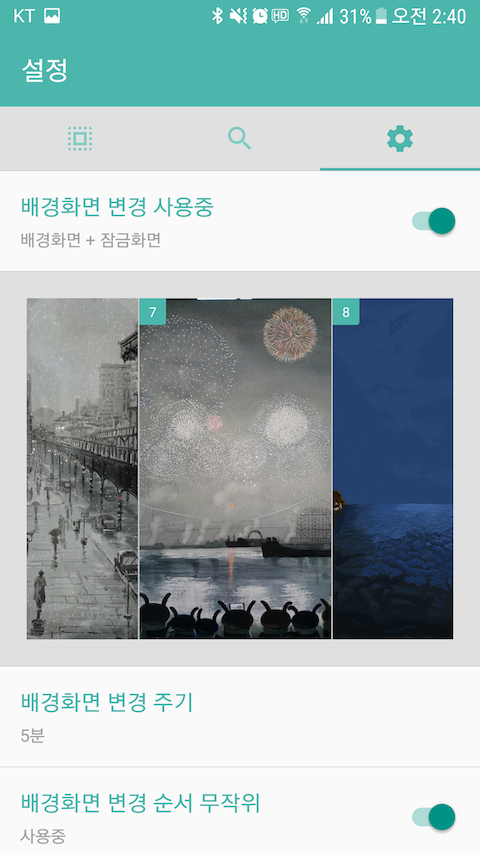 KT HD 31% 오전 2:40
설정
배경화면 변경 사용중
배경화면 + 잠금화면
7 8
배경화면 변경 주기
5분
배경화면 변경 순서 무작위
사용중